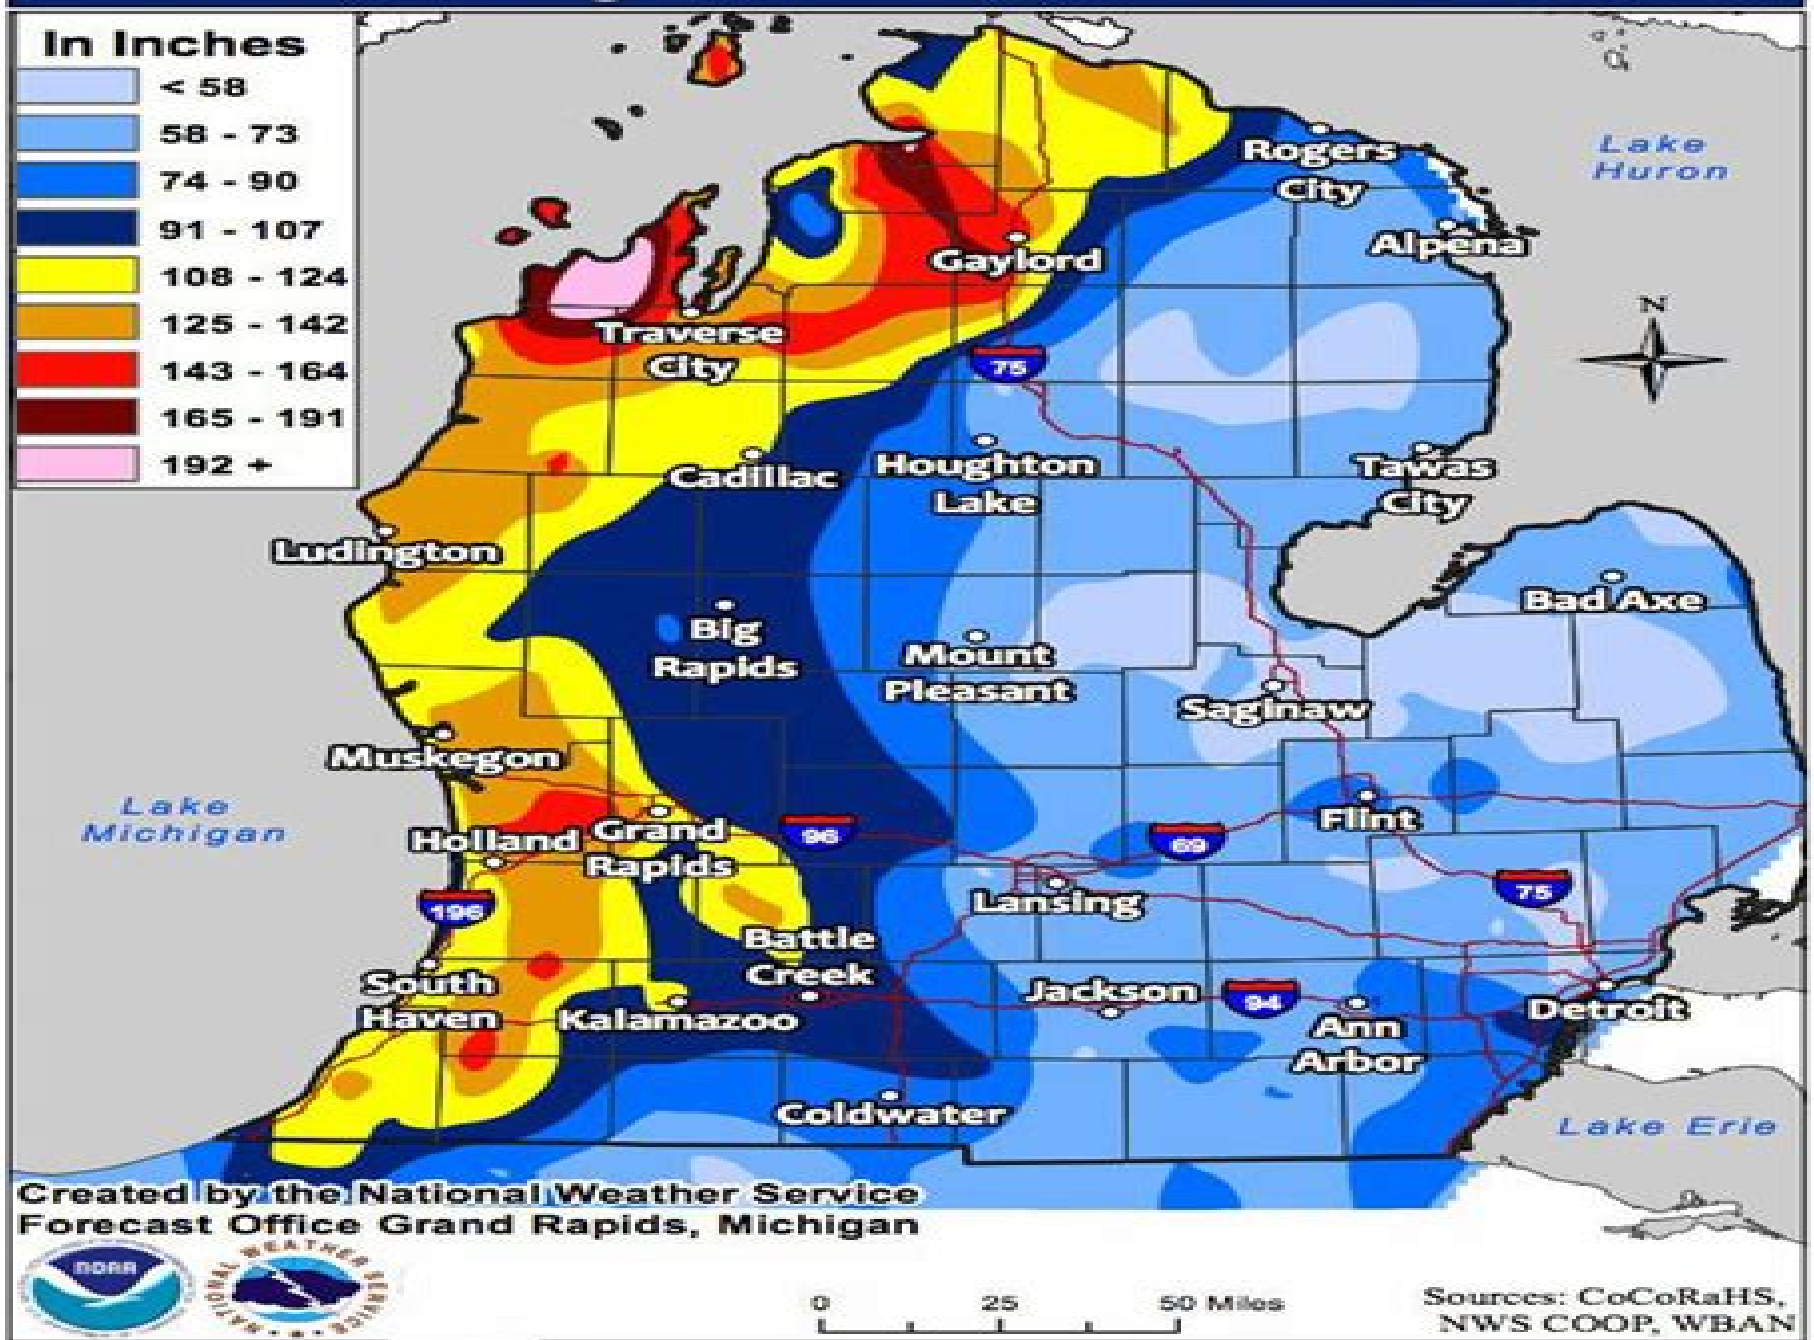 In Inches
< 58
58 - 73
74 - 90
91 - 107
108 - 124
125 - 142
143 - 164
165 - 191
192 +
Lake
Huron
Rogers
City
Alpena
Gaylord
N
Traverse
City
75
Cadillac
Houghton
Lake
Tawas
City
Ludington
Bad Axe
Big
Rapids
Mount
Pleasant
Saginaw
Muskegon
Lake
Michigan
Holland
Grand
Rapids
96
69
Flint
75
196
Lansing
Battle
Creek
South
Haven
Kalamazoo
Jackson
94
Ann
Arbor
Detroit
Coldwater
Lake Erie
Created by the National Weather Service
Forecast Office Grand Rapids, Michigan
NOAA
NATIONAL WEATHER SERVICE
0 25 50 Miles
Sources: CoCoRaHS,
NWS COOP, WBAN